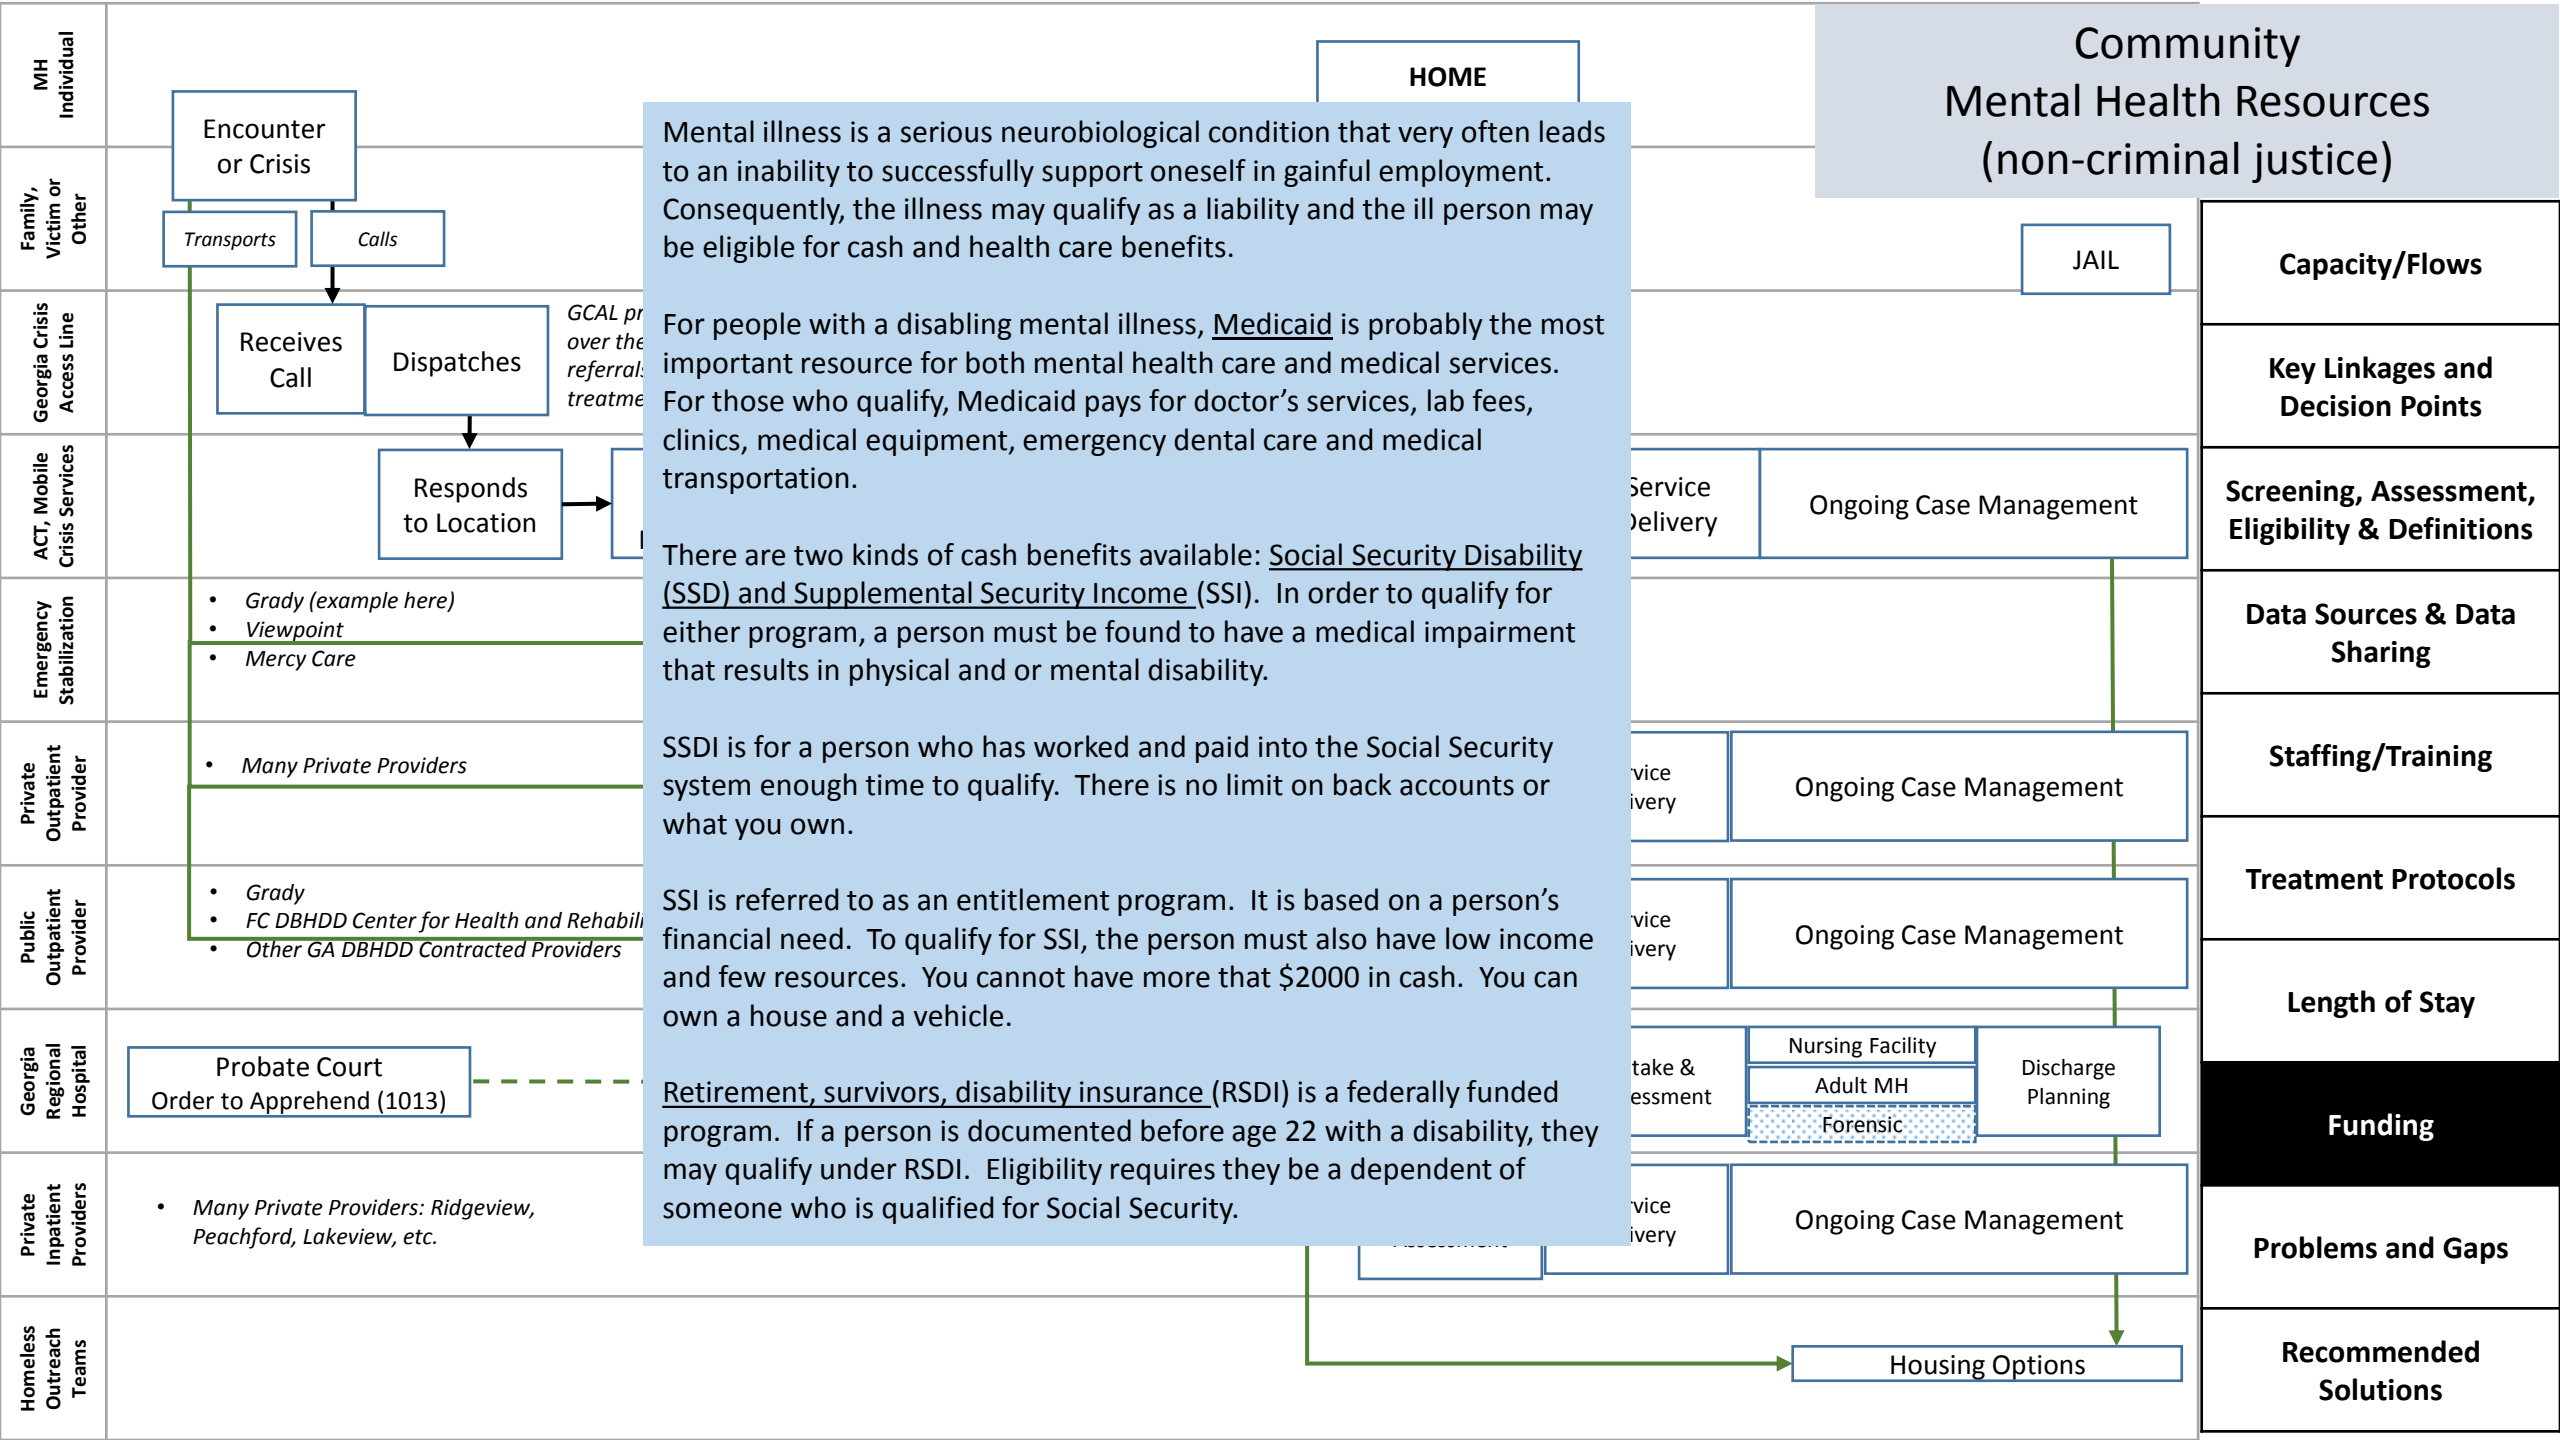 Community
Mental Health Resources
(non-criminal justice)
MH
Individual
HOME
Encounter
or Crisis
Family,
Victim or
Other
Transports
Calls
JAIL
Georgia Crisis
Access Line
Receives
Call
Dispatches
GCAL
over the
ACT, Mobile
Crisis Services
Responds
to Location
Service
Delivery
Ongoing Case Management
Emergency
Stabilization
• Grady (example here)
• Viewpoint
• Mercy Care
Private
Outpatient
Provider
• Many Private Providers
Ongoing Case Management
Public
Outpatient
Provider
• Grady
• FC DBHDD Center for Health and
• Other GA DBHDD Contracted Providers
Ongoing Case Management
Georgia
Regional
Hospital
Probate Court
Order to Apprehend (1013)
Nursing Facility
Adult MH
Forensic
Discharge
Planning
Private
Inpatient
Providers
• Many Private Providers: Ridgeview,
Peachford, Lakeview, etc.
Ongoing Case Management
Homeless
Outreach
Teams
Housing Options
Mental illness is a serious neurobiological condition that very often leads
to an inability to successfully support oneself in gainful employment.
Consequently, the illness may qualify as a liability and the ill person may
be eligible for cash and health care benefits.
For people with a disabling mental illness, Medicaid is probably the most
important resource for both mental health care and medical services.
For those who qualify, Medicaid pays for doctor’s services, lab fees,
clinics, medical equipment, emergency dental care and medical
transportation.
There are two kinds of cash benefits available: Social Security Disability
(SSD) and Supplemental Security Income (SSI). In order to qualify for
either program, a person must be found to have a medical impairment
that results in physical and or mental disability.
SSDI is for a person who has worked and paid into the Social Security
system enough time to qualify. There is no limit on back accounts or
what you own.
SSI is referred to as an entitlement program. It is based on a person’s
financial need. To qualify for SSI, the person must also have low income
and few resources. You cannot have more that $2000 in cash. You can
own a house and a vehicle.
Retirement, survivors, disability insurance (RSDI) is a federally funded
program. If a person is documented before age 22 with a disability, they
may qualify under RSDI. Eligibility requires they be a dependent of
someone who is qualified for Social Security.
Capacity/Flows
Key Linkages and
Decision Points
Screening, Assessment,
Eligibility & Definitions
Data Sources & Data
Sharing
Staffing/Training
Treatment Protocols
Length of Stay
Funding
Problems and Gaps
Recommended
Solutions